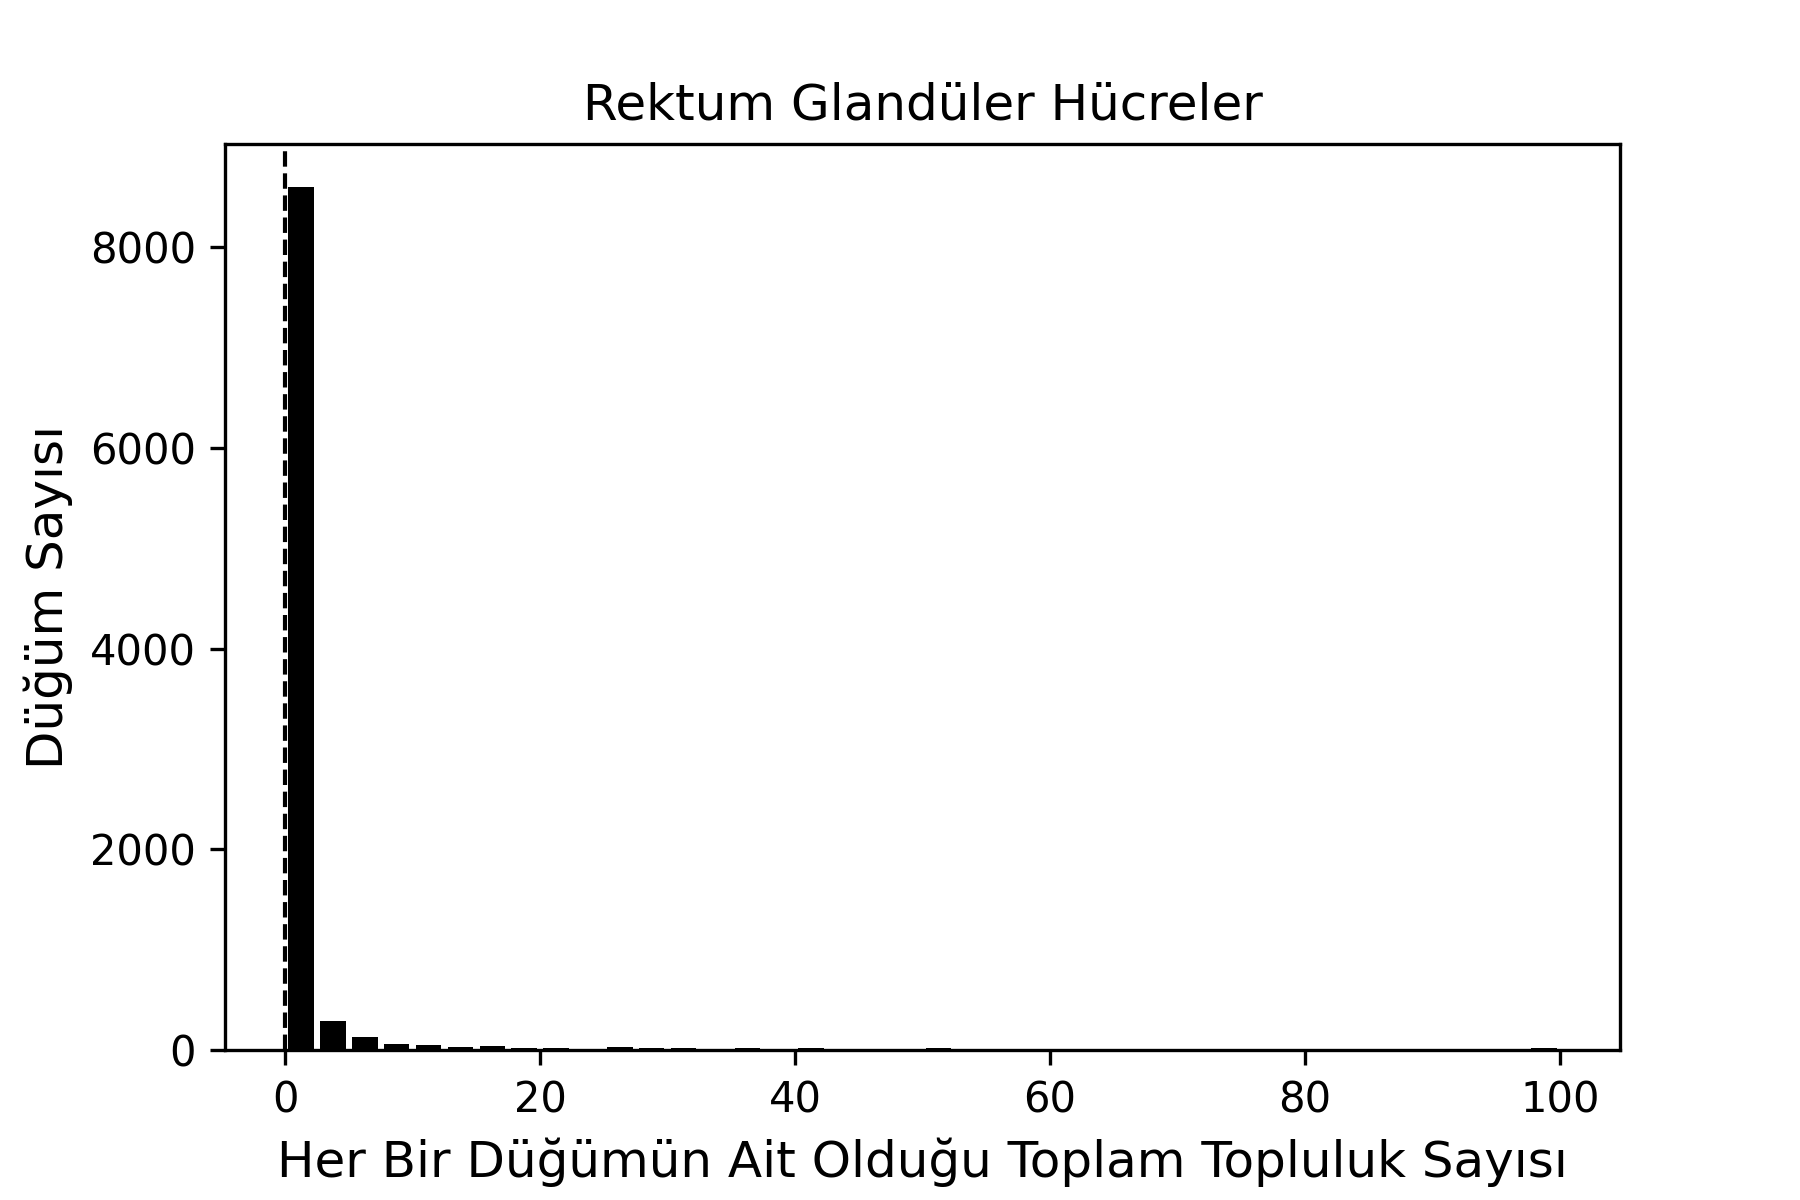 Rektum Glandüler Hücreler
8000
6000
4000
2000
0
Düğüm Sayısı
0 20 40 60 80 100
Her Bir Düğümün Ait Olduğu Toplam Topluluk Sayısı